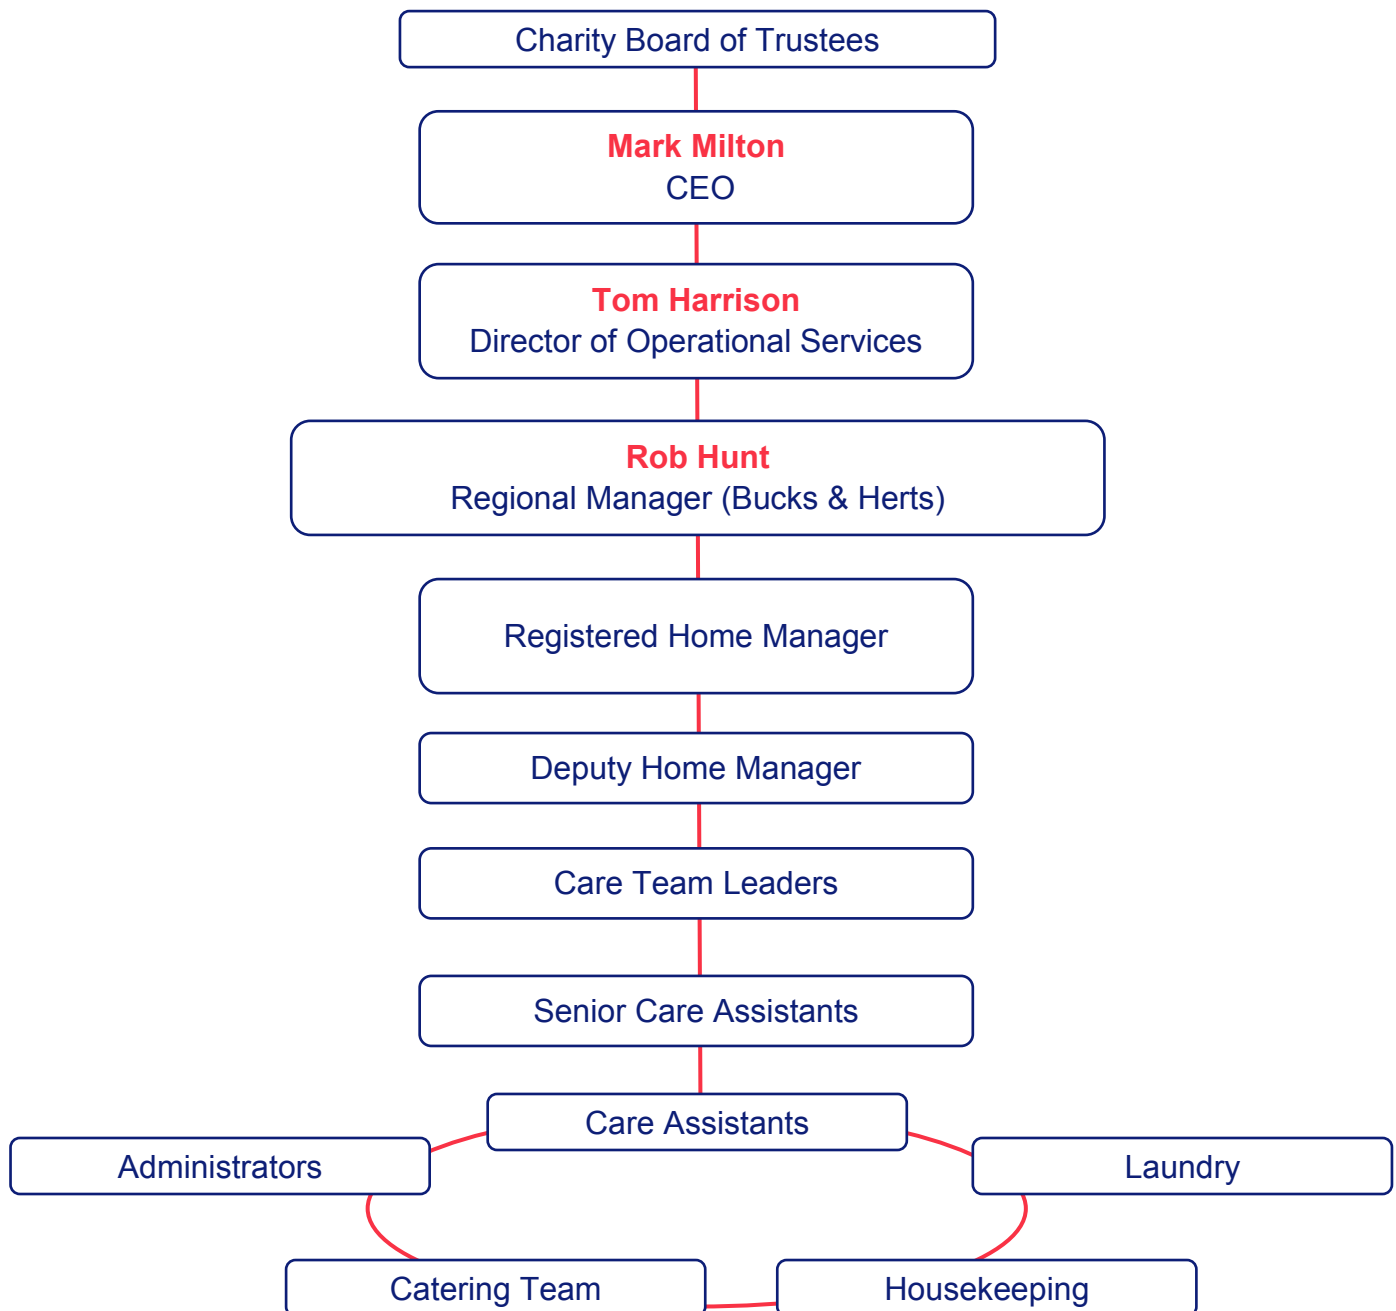 Charity Board of Trustees
Mark Milton
CEO
Tom Harrison
Director of Operational Services
Rob Hunt
Regional Manager (Bucks & Herts)
Registered Home Manager
Deputy Home Manager
Care Team Leaders
Senior Care Assistants
Care Assistants
Administrators
Laundry
Catering Team
Housekeeping